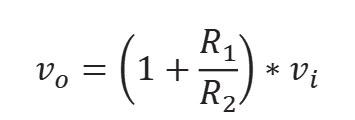 v_o = (1 + R_1/R_2) * v_i